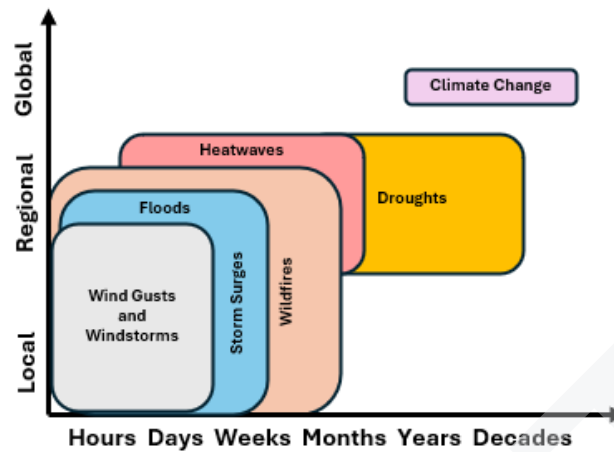 Global
Regional
Local
Climate Change
Heatwaves
Droughts
Floods
Storm Surges
Wildfires
Wind Gusts
and
Windstorms
Hours Days Weeks Months Years Decades